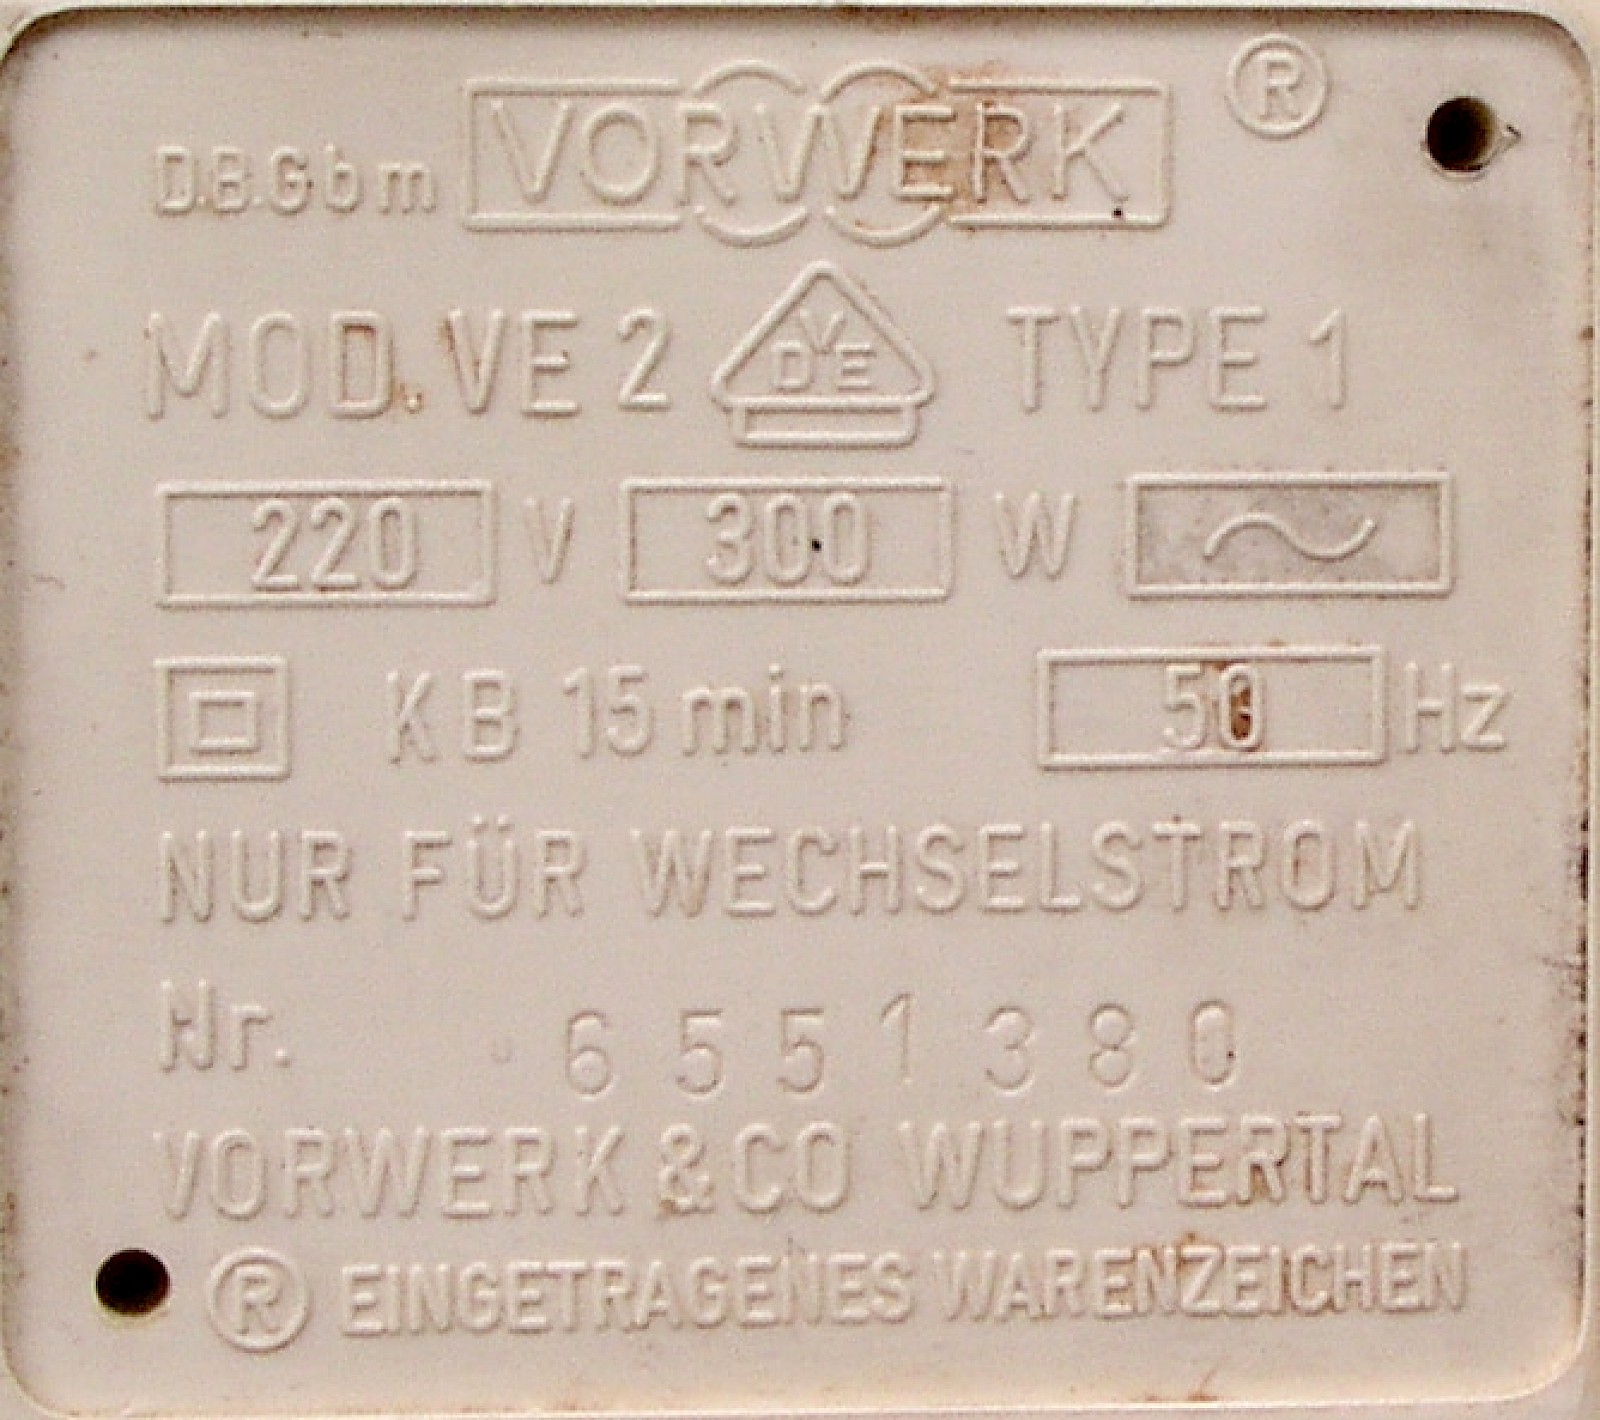 D.B.Gbm VORWERK ®
MOD. VE 2 VDE TYPE 1
220 V 300 W ~
KB 15 min 50 Hz
NUR FÜR WECHSELSTROM
Nr. 6551380
VORWERK & CO WUPPERTAL
® EINGETRAGENES WARENZEICHEN